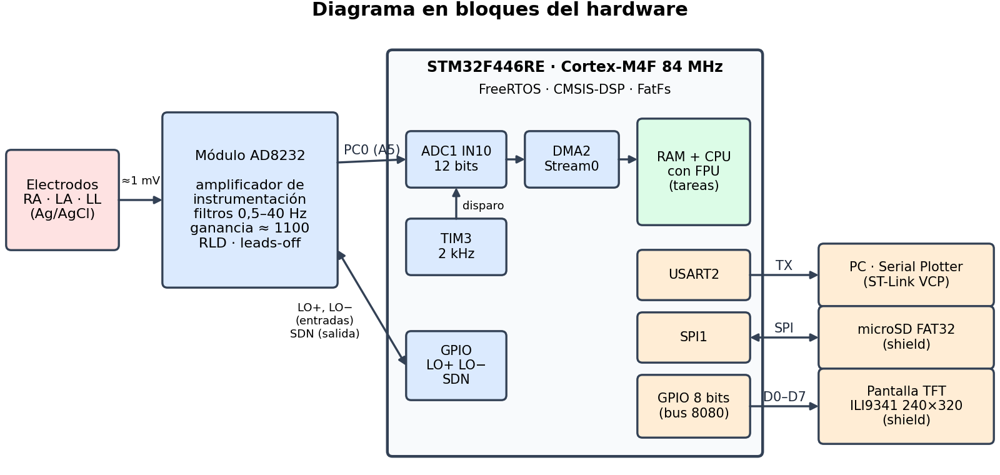 Diagrama en bloques del hardware
STM32F446RE · Cortex-M4F 84 MHz
FreeRTOS · CMSIS-DSP · FatFs
Electrodos
RA · LA · LL
(Ag/AgCl)
≈1 mV
Módulo AD8232
amplificador de
instrumentación
filtros 0,5–40 Hz
ganancia ≈ 1100
RLD · leads-off
PC0 (A5)
LO+, LO−
(entradas)
SDN (salida)
ADC1 IN10
12 bits
disparo
TIM3
2 kHz
GPIO
LO+ LO−
SDN
DMA2
Stream0
RAM + CPU
con FPU
(tareas)
USART2
TX
PC · Serial Plotter
(ST-Link VCP)
SPI1
SPI
microSD FAT32
(shield)
GPIO 8 bits
(bus 8080)
D0–D7
Pantalla TFT
ILI9341 240×320
(shield)